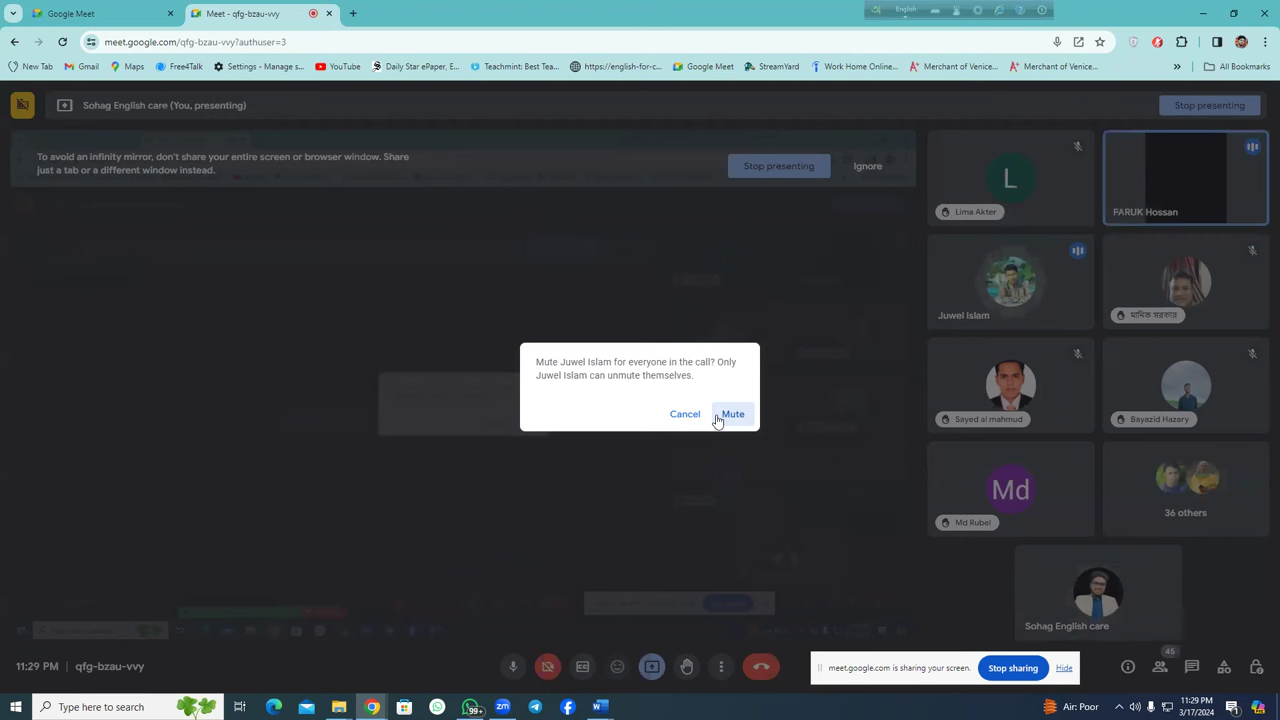 Google Meet
Meet - qfg-bzau-vvy
English
meet.google.com/qfg-bzau-vvy?authuser=3
New Tab
Gmail
Maps
Free4Talk
Settings - Manage s...
YouTube
Daily Star ePaper, E...
Teachmint: Best Tea...
https://english-for-c...
Google Meet
StreamYard
Work Home Online...
Merchant of Venice...
Merchant of Venice...
»
All Bookmarks
Sohag English care (You, presenting)
Stop presenting
To avoid an infinity mirror, don't share your entire screen or browser window. Share
just a tab or a different window instead.
Stop presenting
Ignore
L
Lima Akter
FARUK Hossan
Juwel Islam
মানিক সরকার
Mute Juwel Islam for everyone in the call? Only
Juwel Islam can unmute themselves.
Cancel
Mute
Sayed al mahmud
Bayazid Hazary
Md
Md Rubel
36 others
Sohag English care
11:29 PM
qfg-bzau-vvy
meet.google.com is sharing your screen.
Stop sharing
Hide
45
Type here to search
99+
Air: Poor
11:29 PM
3/17/2024